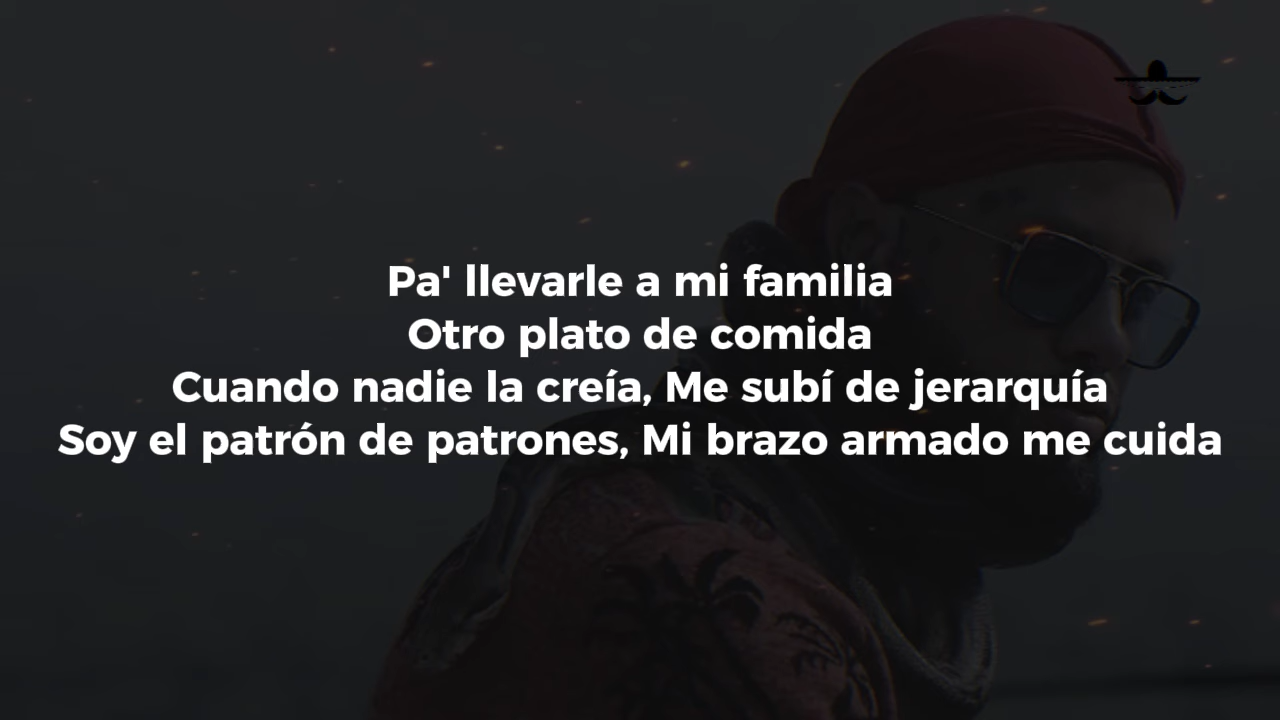 Pa' llevarle a mi familia
Otro plato de comida
Cuando nadie la creía, Me subí de jerarquía
Soy el patrón de patrones, Mi brazo armado me cuida